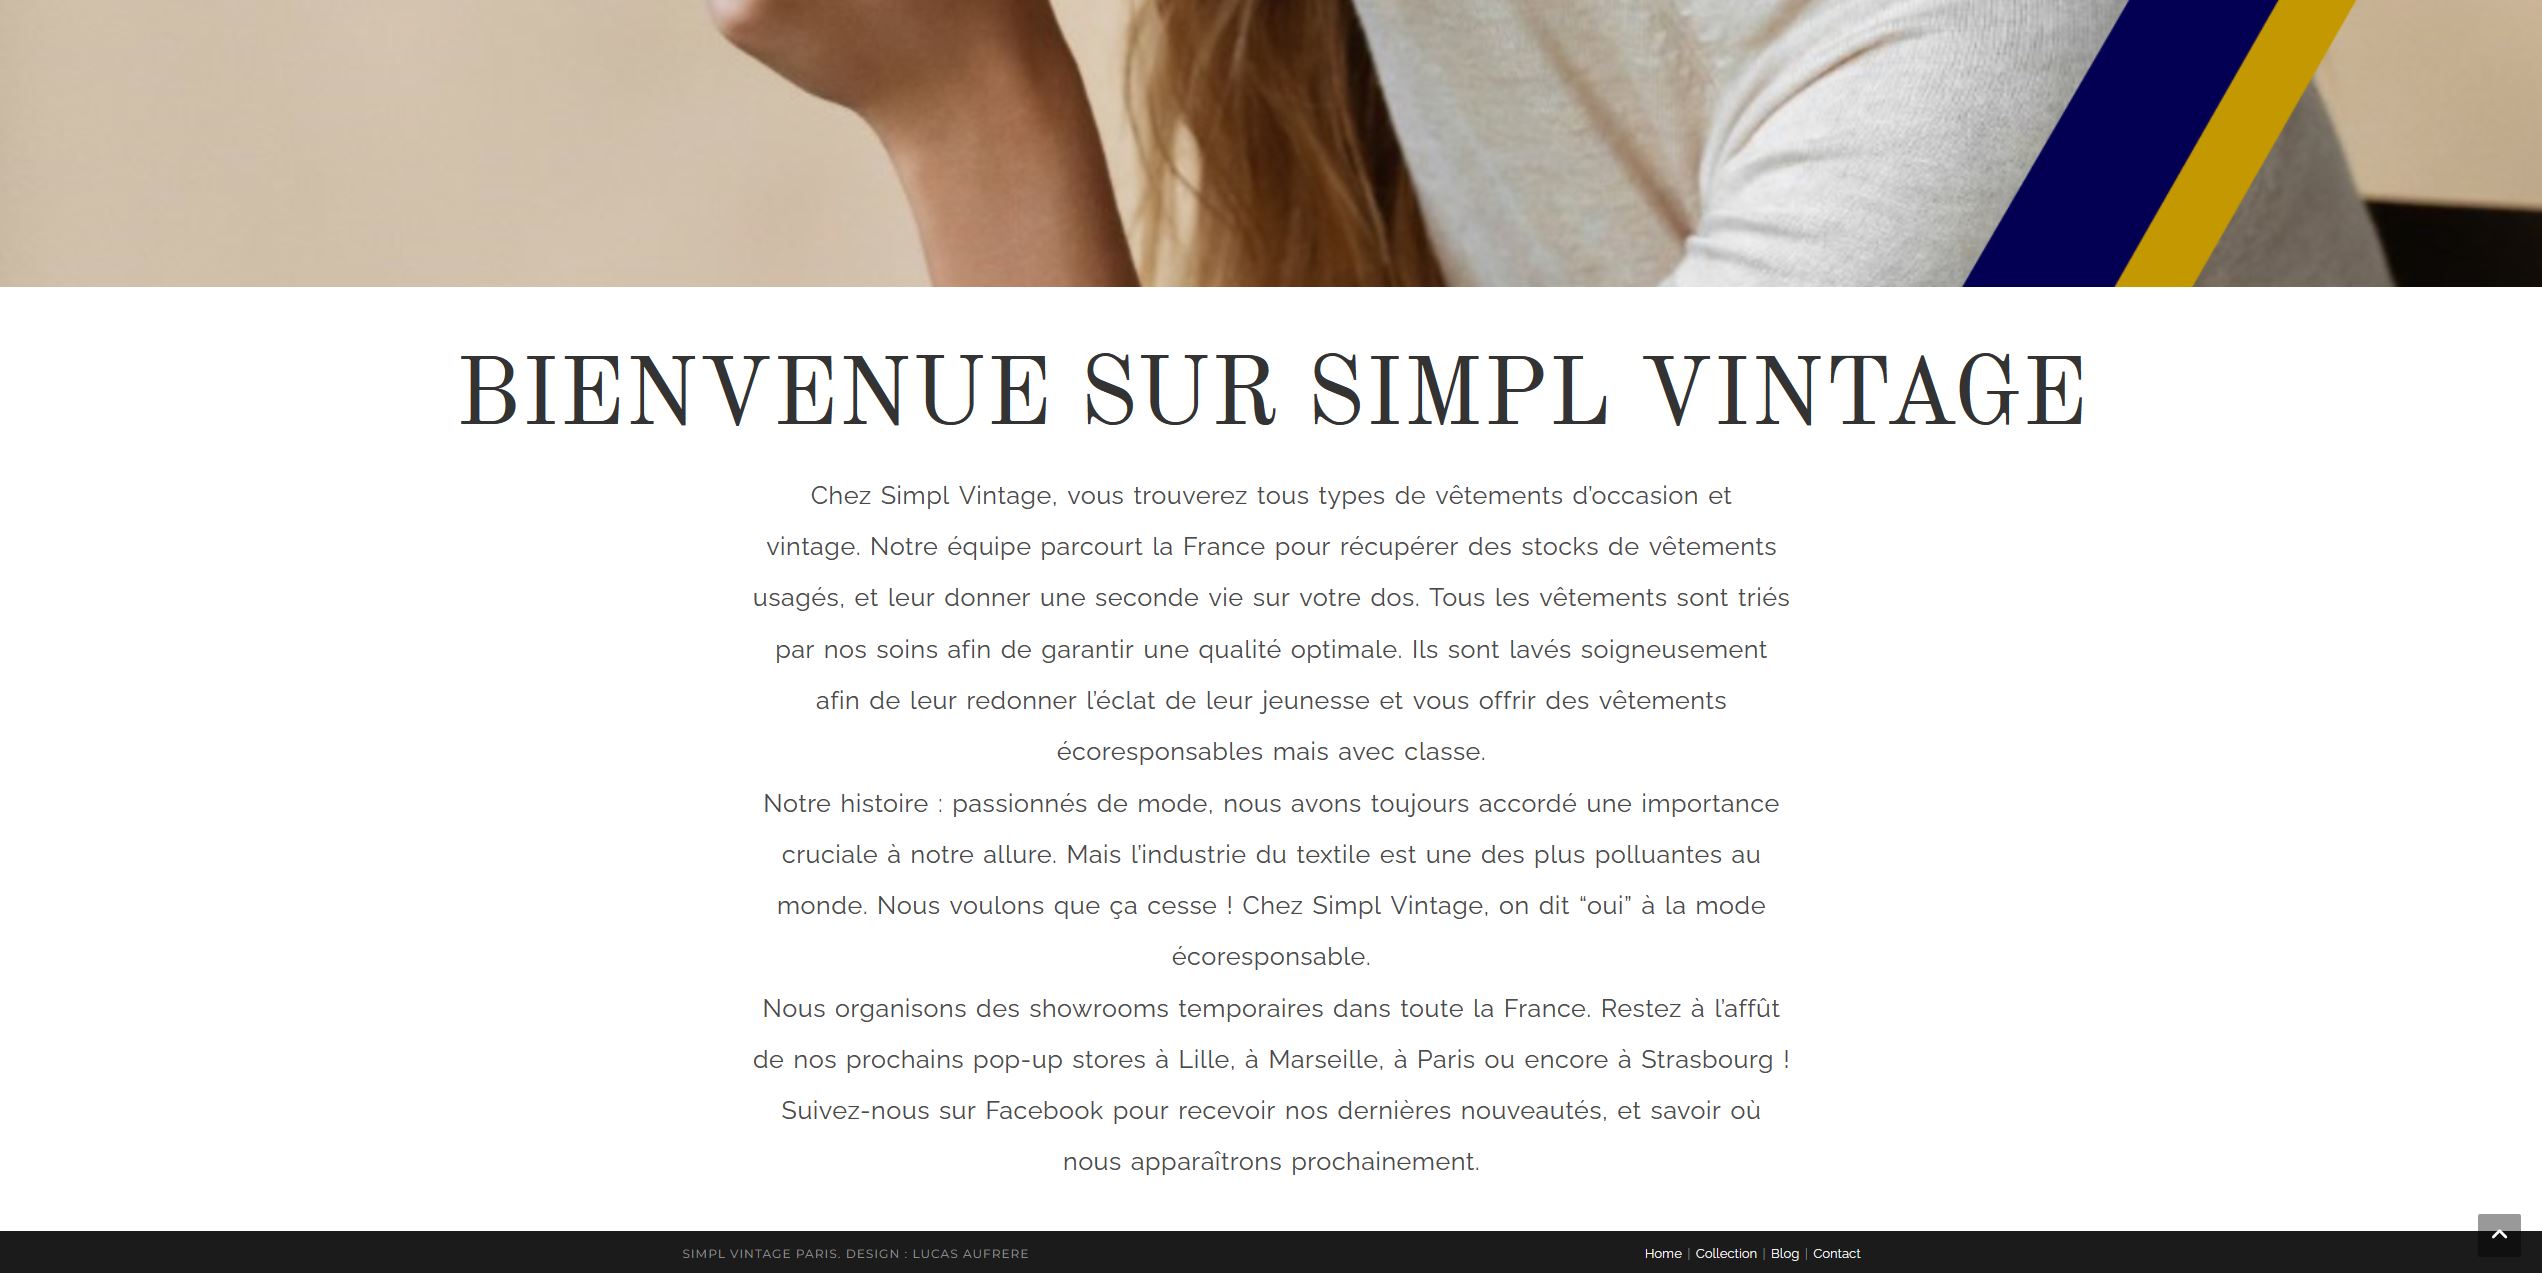 BIENVENUE SUR SIMPL VINTAGE
Chez Simpl Vintage, vous trouverez tous types de vêtements d’occasion et
vintage. Notre équipe parcourt la France pour récupérer des stocks de vêtements
usagés, et leur donner une seconde vie sur votre dos. Tous les vêtements sont triés
par nos soins afin de garantir une qualité optimale. Ils sont lavés soigneusement
afin de leur redonner l’éclat de leur jeunesse et vous offrir des vêtements
écoresponsables mais avec classe.
Notre histoire : passionnés de mode, nous avons toujours accordé une importance
cruciale à notre allure. Mais l’industrie du textile est une des plus polluantes au
monde. Nous voulons que ça cesse ! Chez Simpl Vintage, on dit “oui” à la mode
écoresponsable.
Nous organisons des showrooms temporaires dans toute la France. Restez à l’affût
de nos prochains pop-up stores à Lille, à Marseille, à Paris ou encore à Strasbourg !
Suivez-nous sur Facebook pour recevoir nos dernières nouveautés, et savoir où
nous apparaîtrons prochainement.
SIMPL VINTAGE PARIS. DESIGN : LUCAS AUFRERE
Home | Collection | Blog | Contact